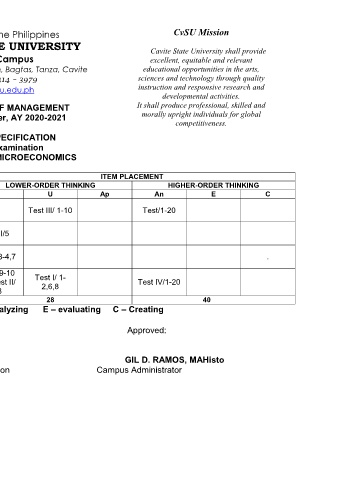 he Philippines
CvSU Mission
E UNIVERSITY
Campus
, Bagtas, Tanza, Cavite
014 - 3979
u.edu.ph
Cavite State University shall provide
excellent, equitable and relevant
educational opportunities in the arts,
sciences and technology through quality
instruction and responsive research and
developmental activities.
It shall produce professional, skilled and
morally upright individuals for global
competitiveness.
F MANAGEMENT
er, AY 2020-2021
PECIFICATION
xamination
MICROECONOMICS
ITEM PLACEMENT
LOWER-ORDER THINKING HIGHER-ORDER THINKING
U Ap An E C
Test III/ 1-10 Test/1-20
I/5
3-4,7
9-10 Test I/ 1- Test IV/1-20
st II/ 2,6,8
28 40
alyzing E – evaluating C – Creating
Approved:
GIL D. RAMOS, MAHisto
on Campus Administrator